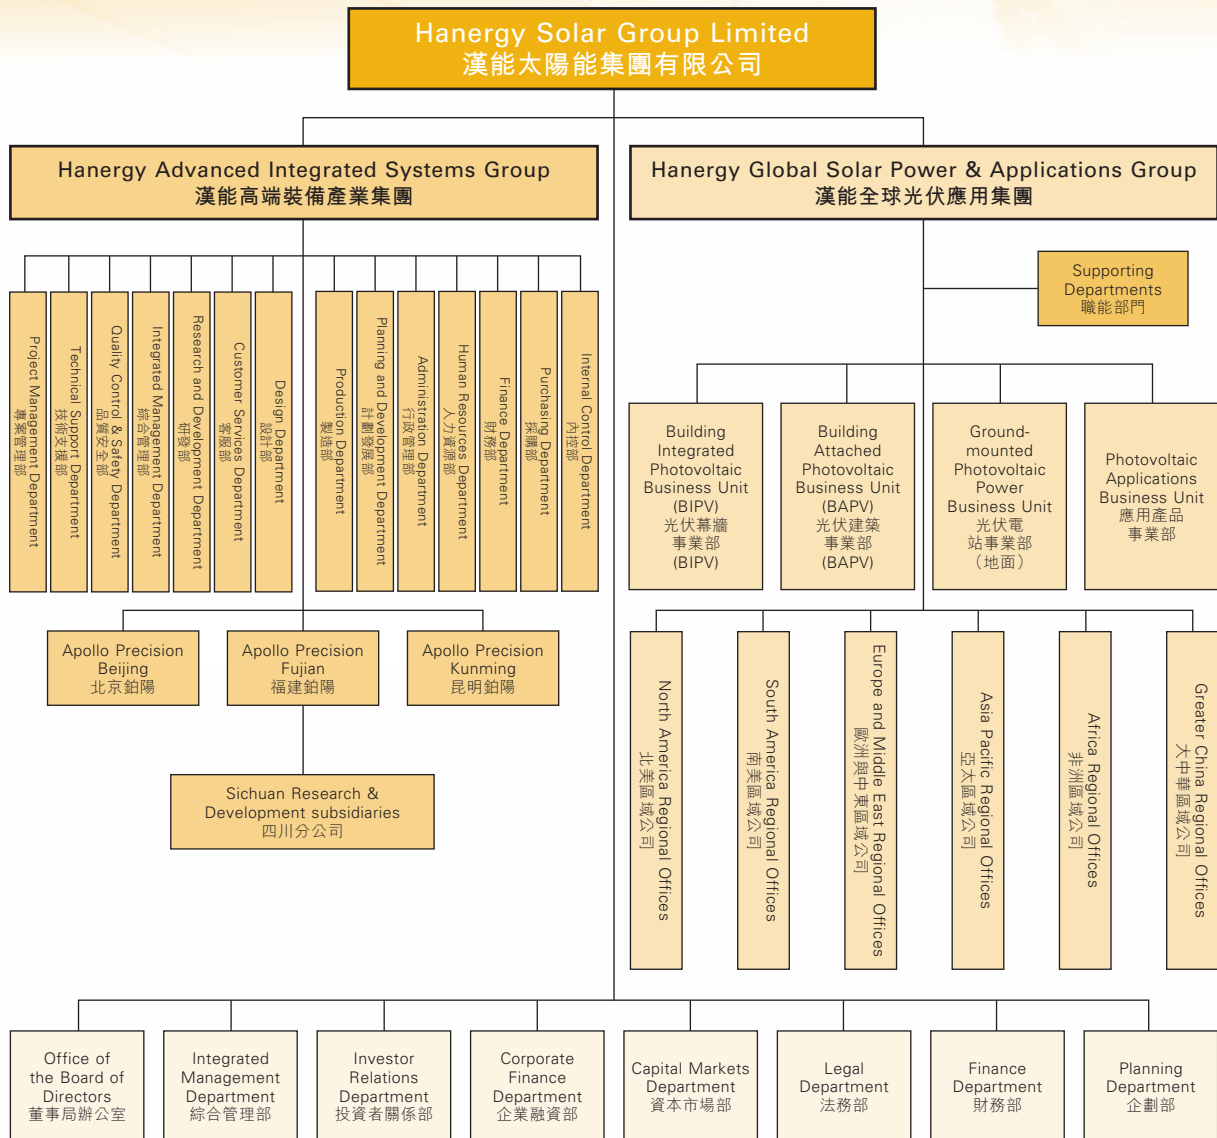 Hanergy Solar Group Limited
漢能太陽能集團有限公司
Hanergy Advanced Integrated Systems Group
漢能高端裝備產業集團
Hanergy Global Solar Power & Applications Group
漢能全球光伏應用集團
Supporting
Departments
職能部門
Project Management Department
專案管理部
Technical Support Department
技術支援部
Quality Control & Safety Department
品質安全部
Integrated Management Department
綜合管理部
Research and Development Department
研發部
Customer Services Department
客服部
Design Department
設計部
Production Department
製造部
Planning and Development Department
計劃發展部
Administration Department
行政管理部
Human Resources Department
人力資源部
Finance Department
財務部
Purchasing Department
採購部
Internal Control Department
內控部
Building
Integrated
Photovoltaic
Business Unit
(BIPV)
光伏幕牆
事業部
(BIPV)
Building
Attached
Photovoltaic
Business Unit
(BAPV)
光伏建築
事業部
(BAPV)
Ground-
mounted
Photovoltaic
Power
Business Unit
光伏電
站事業部
（地面）
Photovoltaic
Applications
Business Unit
應用產品
事業部
Apollo Precision
Beijing
北京鉑陽
Apollo Precision
Fujian
福建鉑陽
Apollo Precision
Kunming
昆明鉑陽
Sichuan Research &
Development subsidiaries
四川分公司
North America Regional Offices
北美區域公司
South America Regional Offices
南美區域公司
Europe and Middle East Regional Offices
歐洲與中東區域公司
Asia Pacific Regional Offices
亞太區域公司
Africa Regional Offices
非洲區域公司
Greater China Regional Offices
大中華區域公司
Office of
the Board of
Directors
董事局辦公室
Integrated
Management
Department
綜合管理部
Investor
Relations
Department
投資者關係部
Corporate
Finance
Department
企業融資部
Capital Markets
Department
資本市場部
Legal
Department
法務部
Finance
Department
財務部
Planning
Department
企劃部